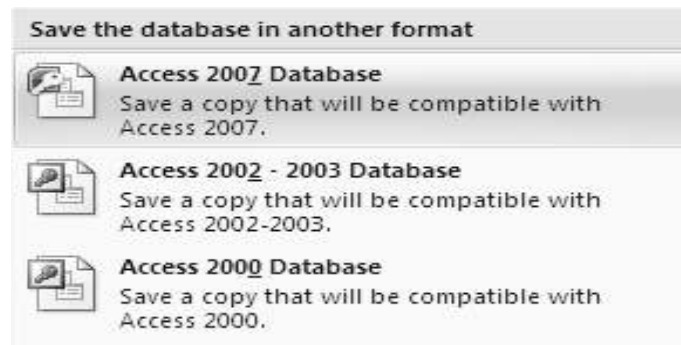 Save the database in another format
Access 2007 Database
Save a copy that will be compatible with
Access 2007.
Access 2002 - 2003 Database
Save a copy that will be compatible with
Access 2002-2003.
Access 2000 Database
Save a copy that will be compatible with
Access 2000.